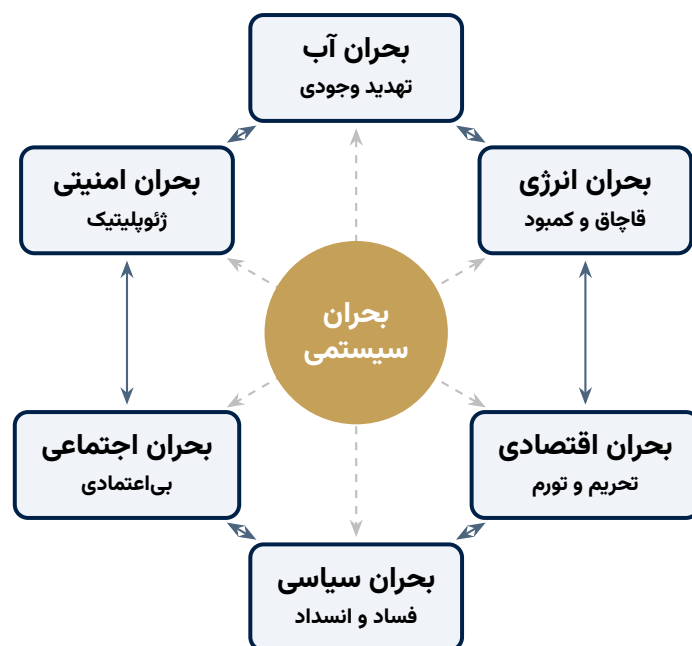 بحران آب
تهدید وجودی
بحران انرژی
قاچاق و کمبود
بحران امنیتی
ژئوپلیتیک
بحران
سیستمی
بحران اقتصادی
تحریم و تورم
بحران اجتماعی
بی‌اعتمادی
بحران سیاسی
فساد و انسداد